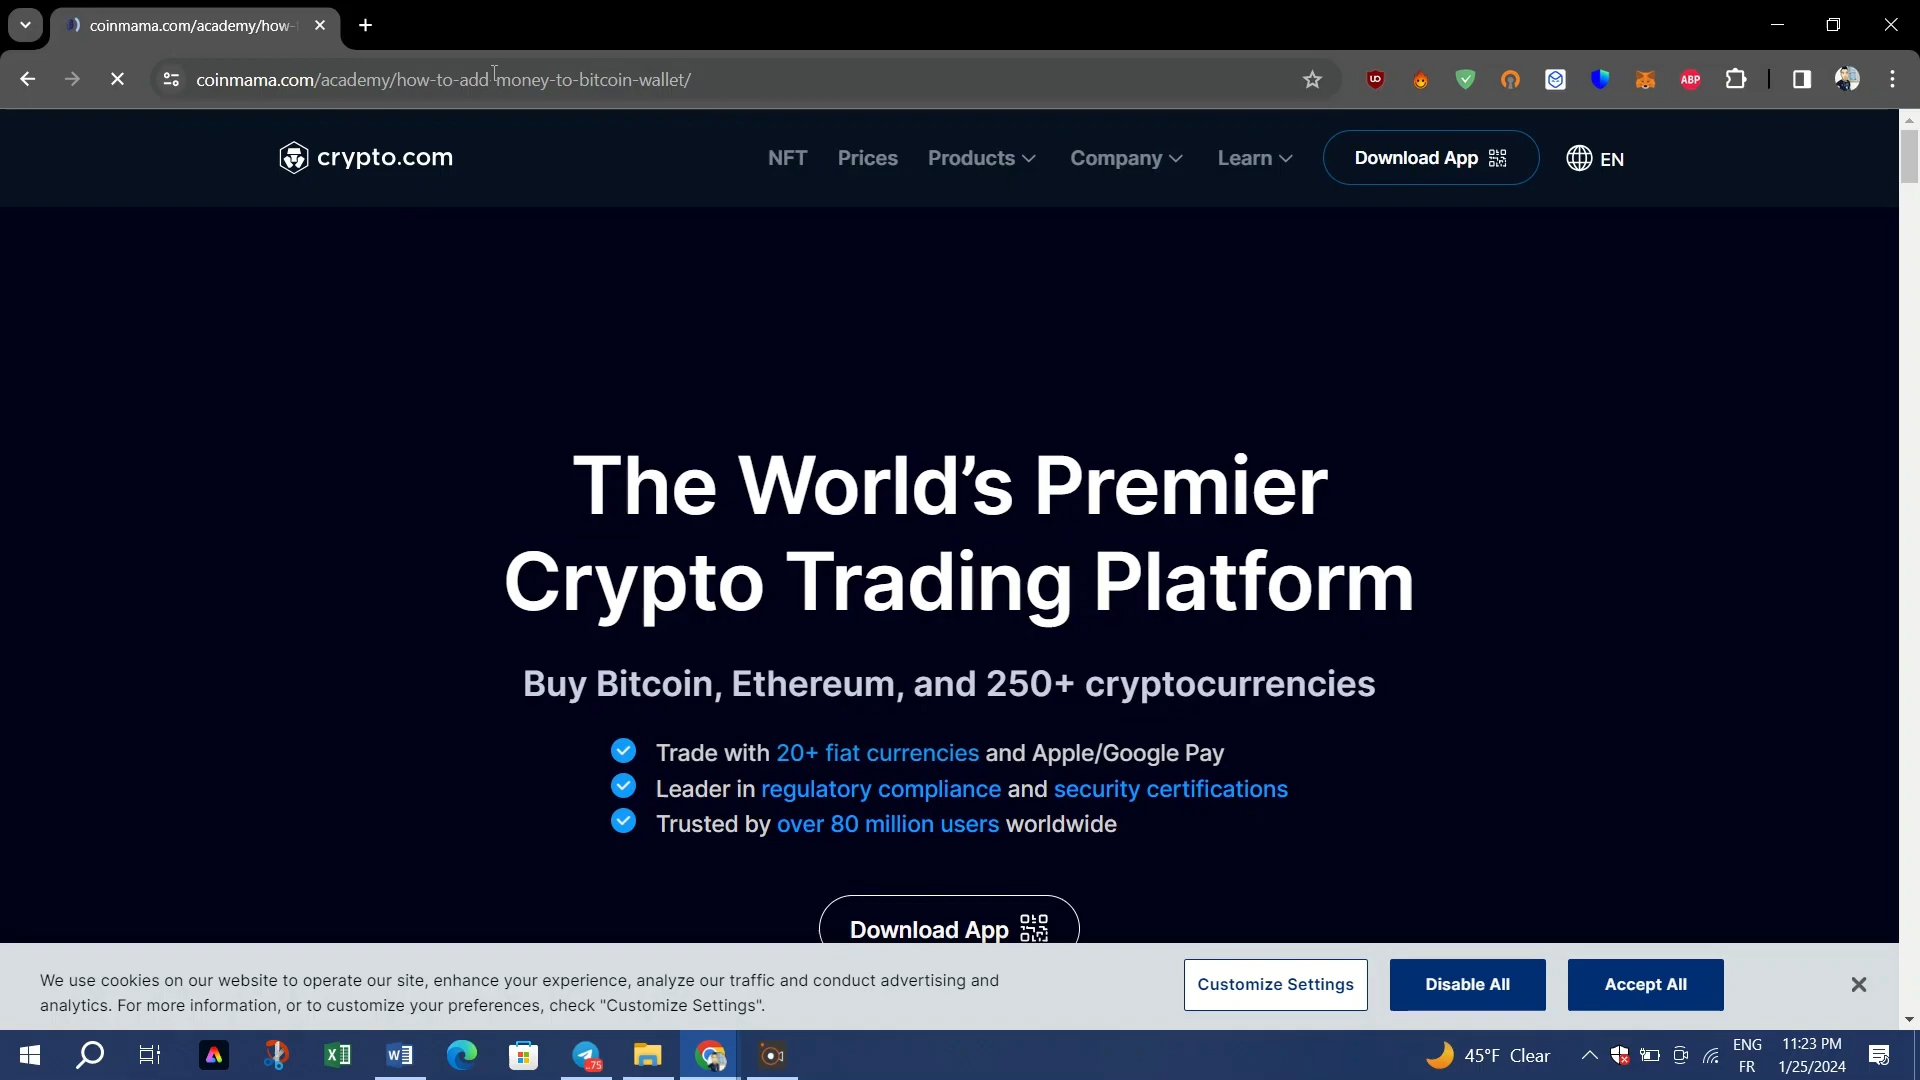 coinmama.com/academy/how-
coinmama.com/academy/how-to-add-money-to-bitcoin-wallet/
UO
ABP
crypto.com
NFT
Prices
Products
Company
Learn
Download App
EN
The World's Premier
Crypto Trading Platform
Buy Bitcoin, Ethereum, and 250+ cryptocurrencies
Trade with 20+ fiat currencies and Apple/Google Pay
Leader in regulatory compliance and security certifications
Trusted by over 80 million users worldwide
Download App
We use cookies on our website to operate our site, enhance your experience, analyze our traffic and conduct advertising and
analytics. For more information, or to customize your preferences, check "Customize Settings".
Customize Settings
Disable All
Accept All
..75
45°F Clear
ENG
FR
11:23 PM
1/25/2024